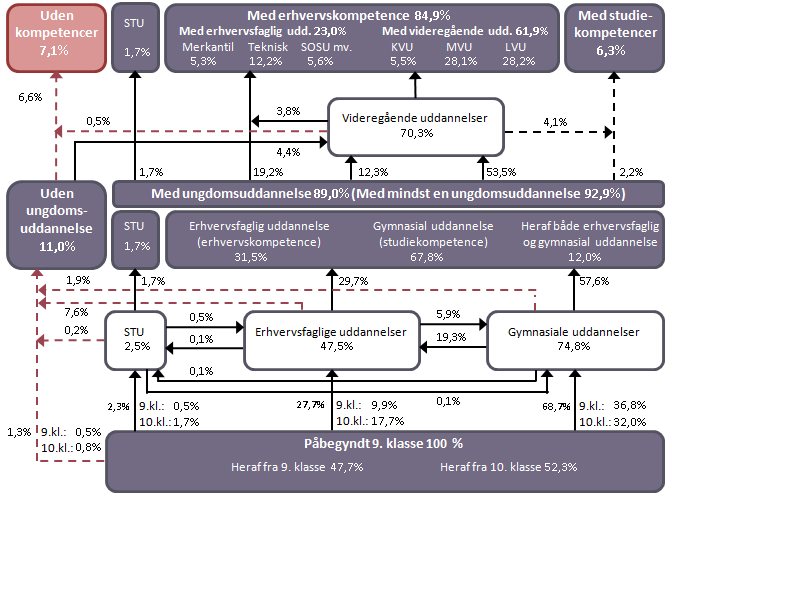 Uden
kompetencer
7,1%
STU
1,7%
Med erhvervskompetence 84,9%
Med erhvervsfaglig udd. 23,0%
Med videregående udd. 61,9%
Merkantil
Teknisk
SOSU mv.
KVU
MVU
LVU
5,3%
12,2%
5,6%
5,5%
28,1%
28,2%
Med studie-
kompetencer
6,3%
6,6%
0,5%
3,8%
Videregående uddannelser
70,3%
4,1%
4,4%
1,7%
19,2%
12,3%
53,5%
2,2%
Uden
ungdoms-
uddannelse
11,0%
Med ungdomsuddannelse 89,0% (Med mindst en ungdomsuddannelse 92,9%)
STU
1,7%
Erhvervsfaglig uddannelse
(erhvervskompetence)
31,5%
Gymnasial uddannelse
(studiekompetence)
67,8%
Heraf både erhvervsfaglig
og gymnasial uddannelse
12,0%
1,9%
1,7%
29,7%
57,6%
7,6%
0,2%
STU
2,5%
0,5%
0,1%
Erhvervsfaglige uddannelser
47,5%
5,9%
19,3%
Gymnasiale uddannelser
74,8%
0,1%
0,1%
2,3%
9.kl.: 0,5%
10.kl.: 1,7%
27,7%
9.kl.: 9,9%
10.kl.: 17,7%
68,7%
9.kl.: 36,8%
10.kl.: 32,0%
1,3%
9.kl.: 0,5%
10.kl.: 0,8%
Påbegyndt 9. klasse 100 %
Heraf fra 9. klasse 47,7%
Heraf fra 10. klasse 52,3%